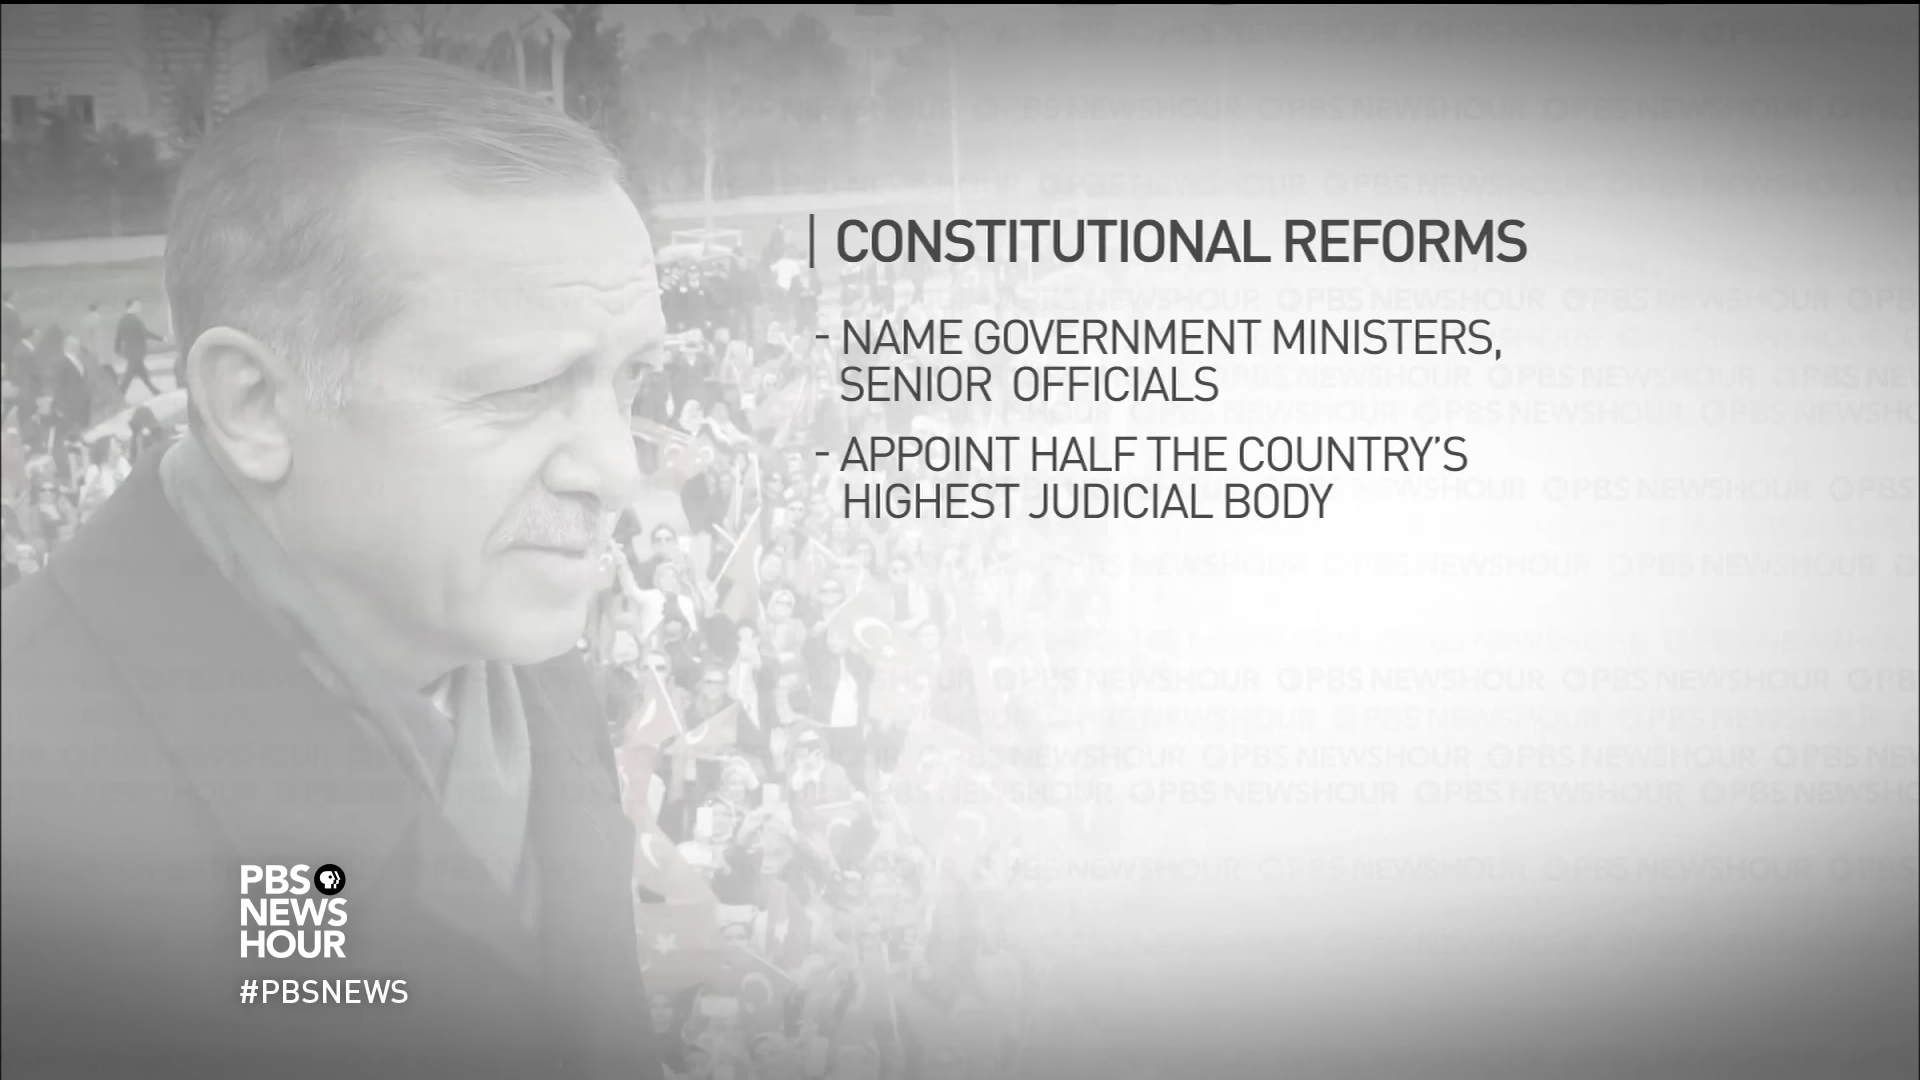 CONSTITUTIONAL REFORMS
- NAME GOVERNMENT MINISTERS,
SENIOR OFFICIALS
- APPOINT HALF THE COUNTRY'S
HIGHEST JUDICIAL BODY
PBS
NEWS
HOUR
#PBSNEWS